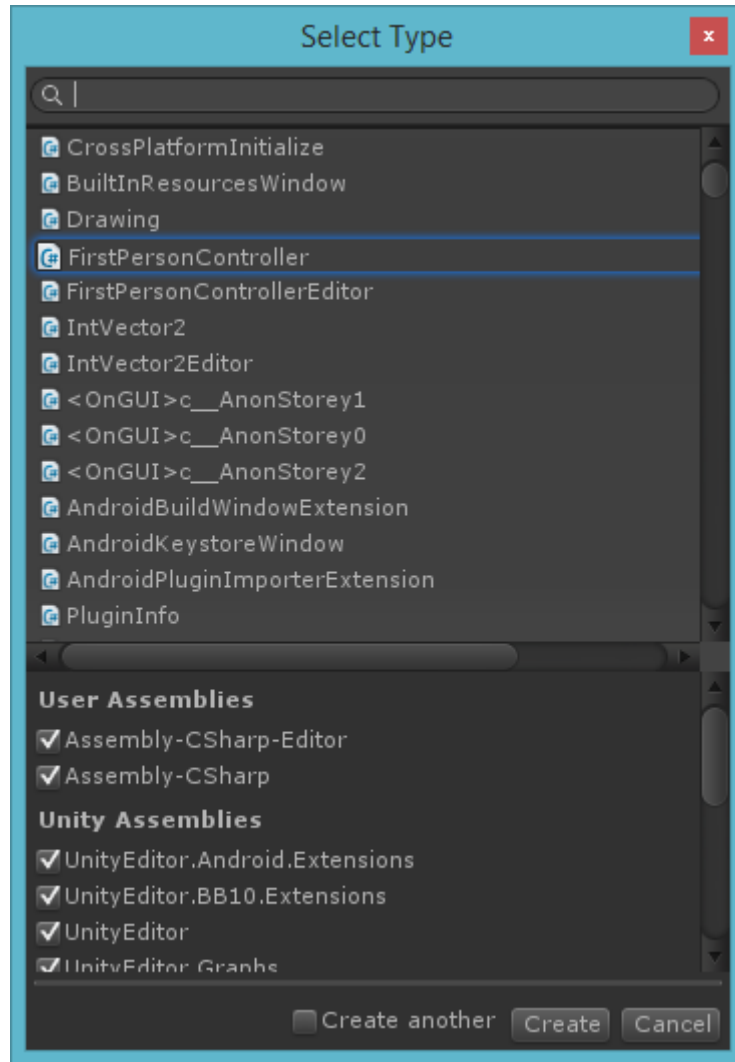 Select Type
x
CrossPlatformInitialize
BuiltInResourcesWindow
Drawing
FirstPersonController
FirstPersonControllerEditor
IntVector2
IntVector2Editor
<OnGUI>c__AnonStorey1
<OnGUI>c__AnonStorey0
<OnGUI>c__AnonStorey2
AndroidBuildWindowExtension
AndroidKeystoreWindow
AndroidPluginImporterExtension
PluginInfo
User Assemblies
Assembly-CSharp-Editor
Assembly-CSharp
Unity Assemblies
UnityEditor.Android.Extensions
UnityEditor.BB10.Extensions
UnityEditor
UnityEditor.Graphs
Create another Create Cancel